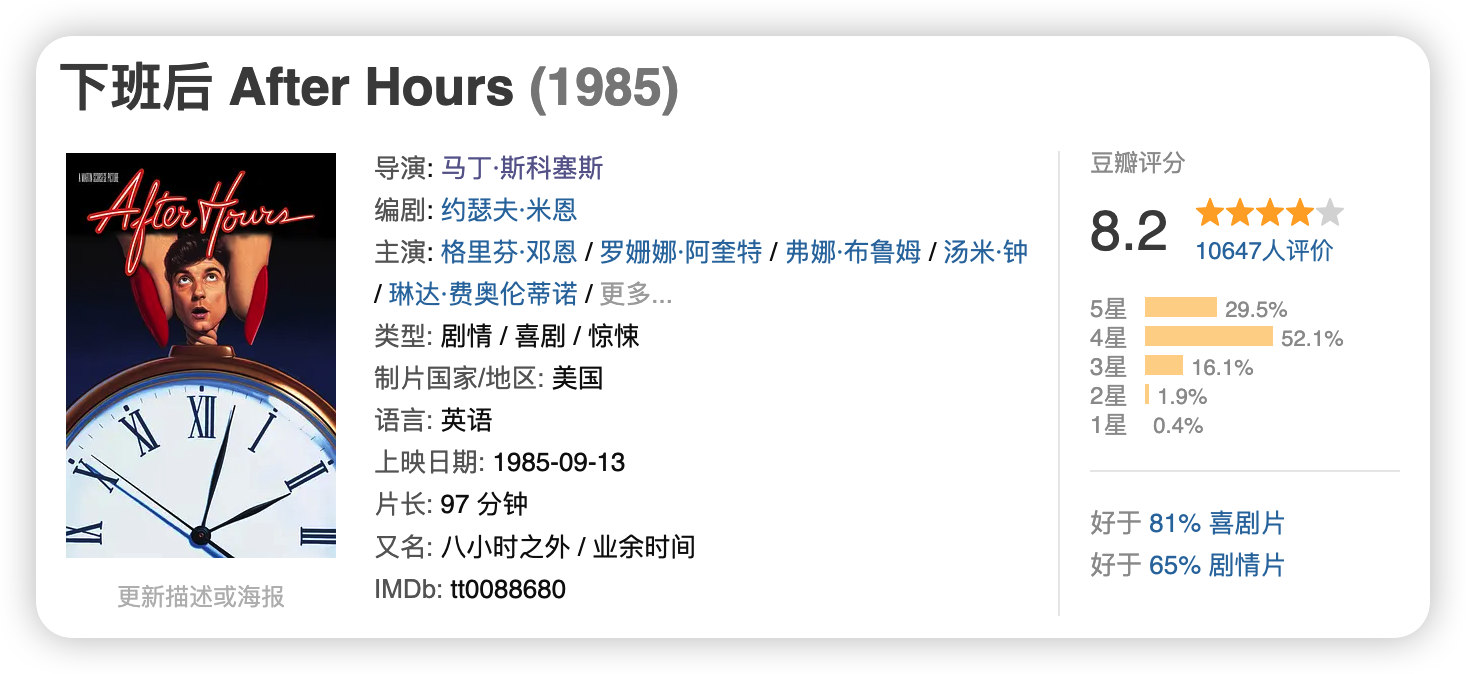 下班后 After Hours (1985)
A MARTIN SCORSESE PICTURE
After Hours
XII
I
XI
X
更新描述或海报
导演: 马丁·斯科塞斯
编剧: 约瑟夫·米恩
主演: 格里芬·邓恩 / 罗姗娜·阿奎特 / 弗娜·布鲁姆 / 汤米·钟
/ 琳达·费奥伦蒂诺 / 更多...
类型: 剧情 / 喜剧 / 惊悚
制片国家/地区: 美国
语言: 英语
上映日期: 1985-09-13
片长: 97 分钟
又名: 八小时之外 / 业余时间
IMDb: tt0088680
豆瓣评分
8.2
10647人评价
5星 29.5%
4星 52.1%
3星 16.1%
2星 1.9%
1星 0.4%
好于 81% 喜剧片
好于 65% 剧情片